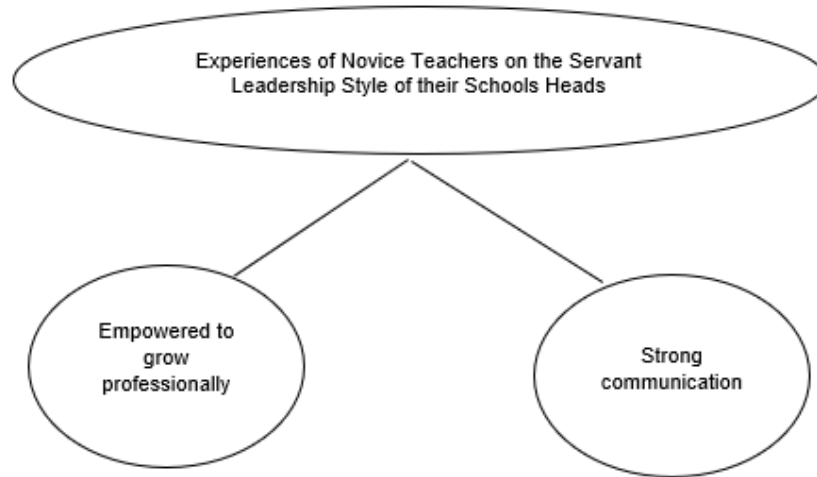 Experiences of Novice Teachers on the Servant
Leadership Style of their Schools Heads
Empowered to
grow
professionally
Strong
communication